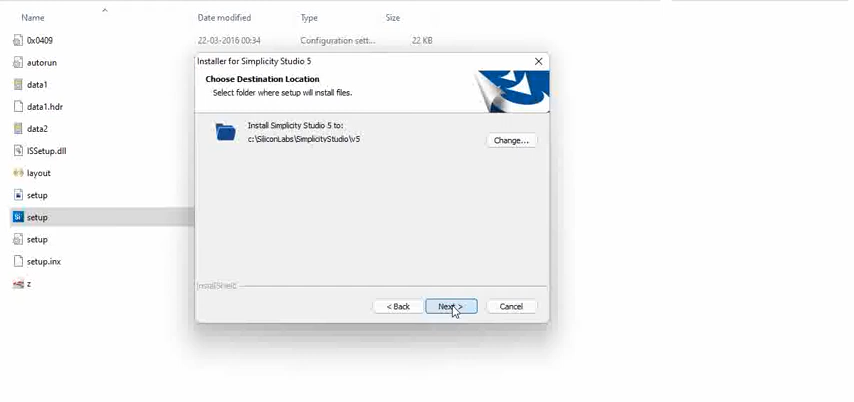 Name Date modified Type Size
0x0409 22-03-2016 00:34 Configuration sett... 22 KB
autorun
data1
data1.hdr
data2
ISSetup.dll
layout
setup
Si setup
setup
setup.inx
z
Installer for Simplicity Studio 5
Choose Destination Location
Select folder where setup will install files.
Install Simplicity Studio 5 to:
c:\SiliconLabs\SimplicityStudio\v5
Change...
InstallShield
< Back Next > Cancel